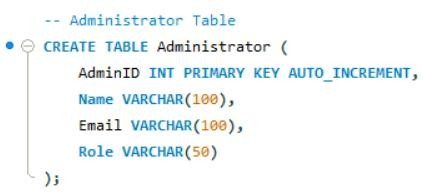 -- Administrator Table
CREATE TABLE Administrator (
    AdminID INT PRIMARY KEY AUTO_INCREMENT,
    Name VARCHAR(100),
    Email VARCHAR(100),
    Role VARCHAR(50)
);